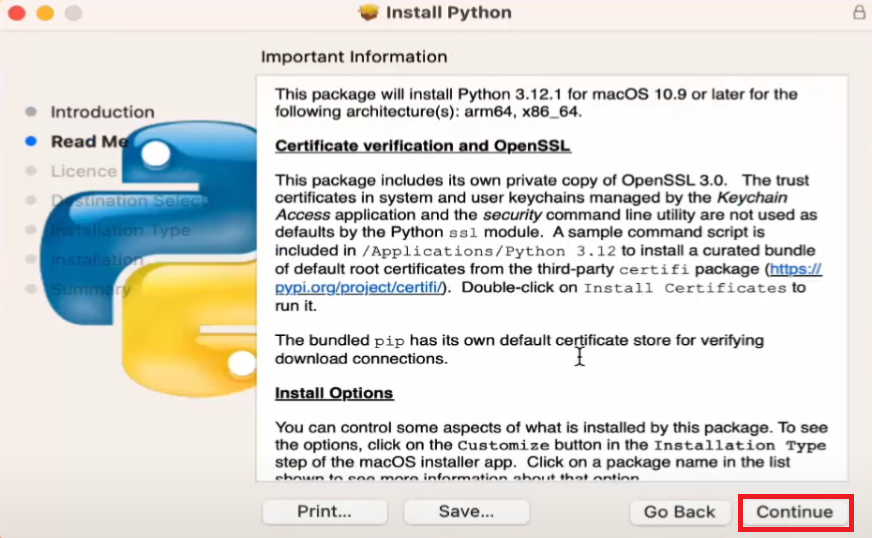 Install Python
Important Information
Introduction
Read Me
Licence
Destination Select
Installation Type
Installation
Summary
This package will install Python 3.12.1 for macOS 10.9 or later for the
following architecture(s): arm64, x86_64.
Certificate verification and OpenSSL
This package includes its own private copy of OpenSSL 3.0. The trust
certificates in system and user keychains managed by the Keychain
Access application and the security command line utility are not used as
defaults by the Python ssl module. A sample command script is
included in /Applications/Python 3.12 to install a curated bundle
of default root certificates from the third-party certifi package (https://
pypi.org/project/certifi/). Double-click on Install Certificates to
run it.
The bundled pip has its own default certificate store for verifying
download connections.
Install Options
You can control some aspects of what is installed by this package. To see
the options, click on the Customize button in the Installation Type
step of the macOS installer app. Click on a package name in the list
shown to see more information about that option.
Print...
Save...
Go Back
Continue